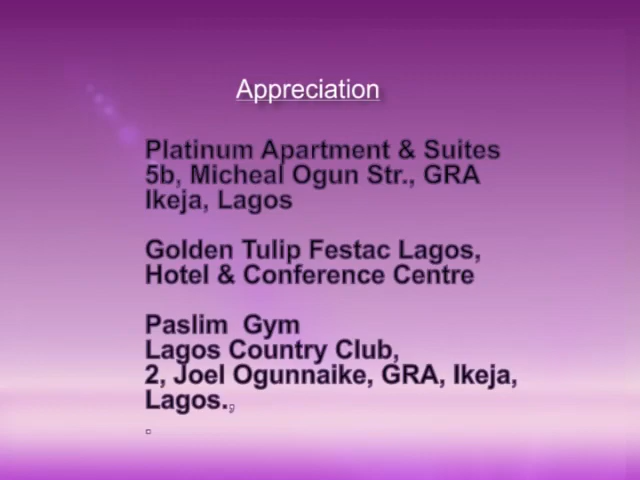 Appreciation
Platinum Apartment & Suites
5b, Micheal Ogun Str., GRA
Ikeja, Lagos
Golden Tulip Festac Lagos,
Hotel & Conference Centre
Paslim  Gym
Lagos Country Club,
2, Joel Ogunnaike, GRA, Ikeja,
Lagos.,